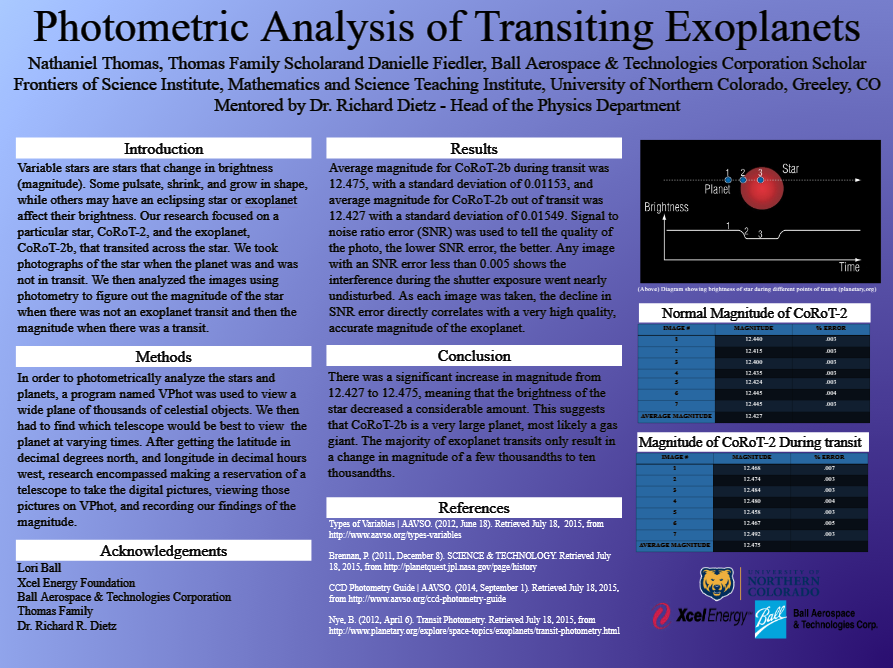 Photometric Analysis of Transiting Exoplanets
Nathaniel Thomas, Thomas Family Scholarand Danielle Fiedler, Ball Aerospace & Technologies Corporation Scholar
Frontiers of Science Institute, Mathematics and Science Teaching Institute, University of Northern Colorado, Greeley, CO
Mentored by Dr. Richard Dietz - Head of the Physics Department
Introduction
Variable stars are stars that change in brightness
(magnitude). Some pulsate, shrink, and grow in shape,
while others may have an eclipsing star or exoplanet
affect their brightness. Our research focused on a
particular star, CoRoT-2, and the exoplanet,
CoRoT-2b, that transited across the star. We took
photographs of the star when the planet was and was
not in transit. We then analyzed the images using
photometry to figure out the magnitude of the star
when there was not an exoplanet transit and then the
magnitude when there was a transit.
Methods
In order to photometrically analyze the stars and
planets, a program named VPhot was used to view a
wide plane of thousands of celestial objects. We then
had to find which telescope would be best to view the
planet at varying times. After getting the latitude in
decimal degrees north, and longitude in decimal hours
west, research encompassed making a reservation of a
telescope to take the digital pictures, viewing those
pictures on VPhot, and recording our findings of the
magnitude.
Acknowledgements
Lori Ball
Xcel Energy Foundation
Ball Aerospace & Technologies Corporation
Thomas Family
Dr. Richard R. Dietz
Results
Average magnitude for CoRoT-2b during transit was
12.475, with a standard deviation of 0.01153, and
average magnitude for CoRoT-2b out of transit was
12.427 with a standard deviation of 0.01549. Signal to
noise ratio error (SNR) was used to tell the quality of
the photo, the lower SNR error, the better. Any image
with an SNR error less than 0.005 shows the
interference during the shutter exposure went nearly
undisturbed. As each image was taken, the decline in
SNR error directly correlates with a very high quality,
accurate magnitude of the exoplanet.
Conclusion
There was a significant increase in magnitude from
12.427 to 12.475, meaning that the brightness of the
star decreased a considerable amount. This suggests
that CoRoT-2b is a very large planet, most likely a gas
giant. The majority of exoplanet transits only result in
a change in magnitude of a few thousandths to ten
thousandths.
References
Types of Variables | AAVSO. (2012, June 18). Retrieved July 18, 2015, from
http://www.aavso.org/types-variables
Brennan, P. (2011, December 8). SCIENCE & TECHNOLOGY. Retrieved July
18, 2015, from http://planetquest.jpl.nasa.gov/page/history
CCD Photometry Guide | AAVSO. (2014, September 1). Retrieved July 18, 2015,
from http://www.aavso.org/ccd-photometry-guide
Nye, B. (2012, April 6). Transit Photometry. Retrieved July 18, 2015, from
http://www.planetary.org/explore/space-topics/exoplanets/transit-photometry.html
1 2 3 Star
Planet
Brightness
1 2 3
Time
(Above) Diagram showing brightness of star during different points of transit (planetary.org)
Normal Magnitude of CoRoT-2
IMAGE # MAGNITUDE % ERROR
1 12.440 .003
2 12.415 .003
3 12.400 .003
4 12.435 .003
5 12.424 .003
6 12.445 .004
7 12.445 .003
AVERAGE MAGNITUDE 12.427
Magnitude of CoRoT-2 During transit
IMAGE # MAGNITUDE % ERROR
1 12.468 .007
2 12.474 .003
3 12.484 .003
4 12.480 .004
5 12.458 .003
6 12.467 .005
7 12.492 .003
AVERAGE MAGNITUDE 12.475
UNIVERSITY OF
NORTHERN
COLORADO
Xcel Energy
Ball
Ball Aerospace
& Technologies Corp.